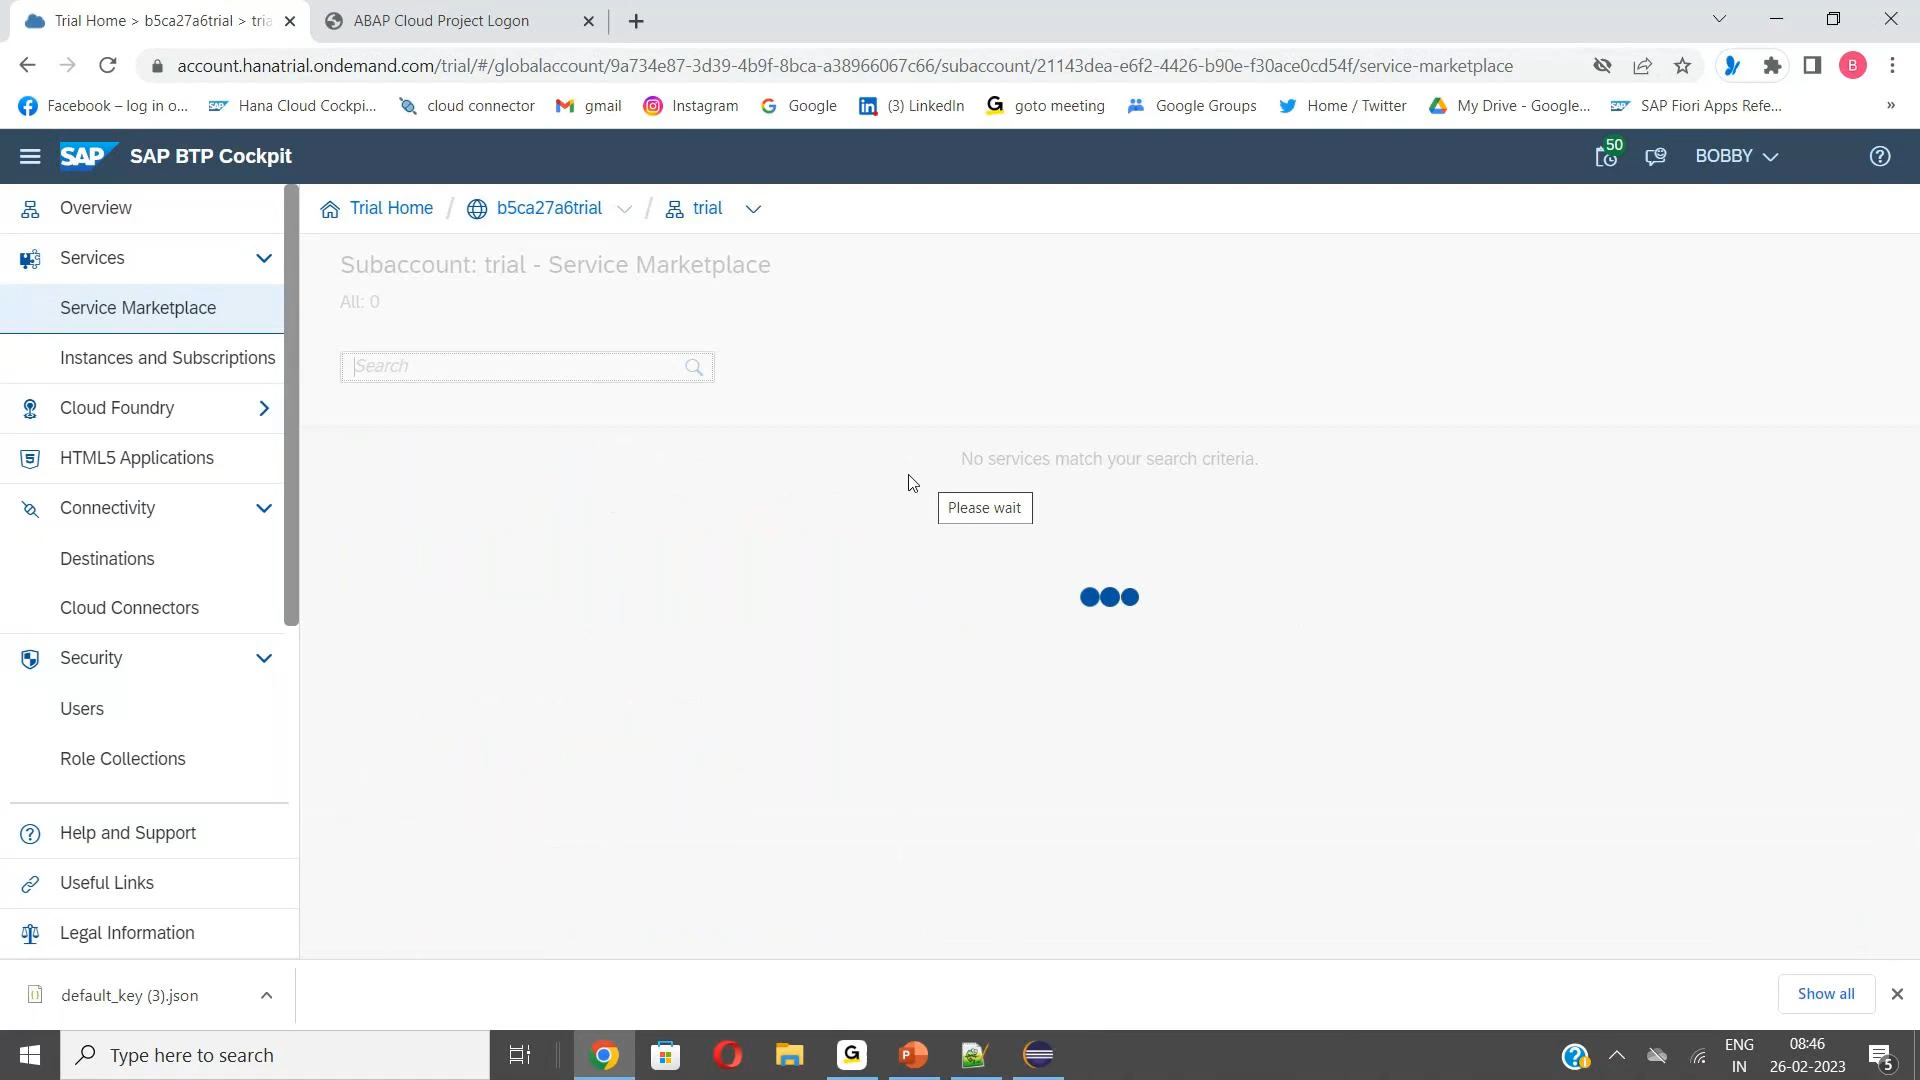 Trial Home > b5ca27a6trial > tria
ABAP Cloud Project Logon
account.hanatrial.ondemand.com/trial/#/globalaccount/9a734e87-3d39-4b9f-8bca-a38966067c66/subaccount/21143dea-e6f2-4426-b90e-f30ace0cd54f/service-marketplace
B
Facebook – log in o...
Hana Cloud Cockpi...
cloud connector
gmail
Instagram
Google
(3) LinkedIn
goto meeting
Google Groups
Home / Twitter
My Drive - Google...
SAP Fiori Apps Refe...
»
SAP
SAP BTP Cockpit
50
BOBBY
Overview
Services
Service Marketplace
Instances and Subscriptions
Cloud Foundry
HTML5 Applications
Connectivity
Destinations
Cloud Connectors
Security
Users
Role Collections
Help and Support
Useful Links
Legal Information
Trial Home / b5ca27a6trial / trial
Subaccount: trial - Service Marketplace
All: 0
Search
No services match your search criteria.
Please wait
default_key (3).json
Show all
Type here to search
ENG
IN
08:46
26-02-2023
5